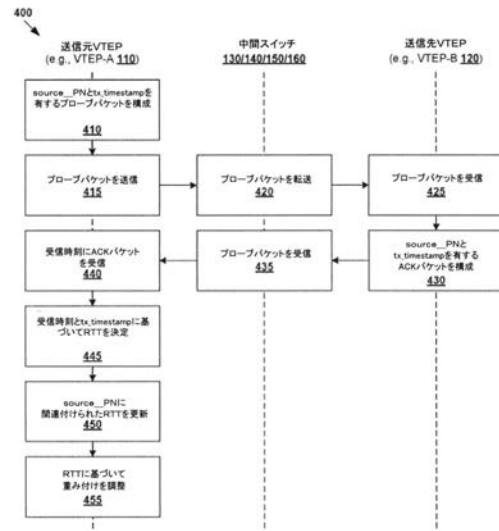 400
送信元VTEP
(e.g., VTEP-A 110)
中間スイッチ
130/140/150/160
送信先VTEP
(e.g., VTEP-B 120)
source__PNとtx_timestampを
有するプローブパケットを構成
410
プローブパケットを送信
415
プローブパケットを転送
420
プローブパケットを受信
425
受信時刻にACKパケット
を受信
440
プローブパケットを受信
435
source__PNと
tx_timestampを有する
ACKパケットを構成
430
受信時刻とtx_timestampに基
づいてRTTを決定
445
source__PNに
関連付けられたRTTを更新
450
RTTに基づいて
重み付けを調整
455